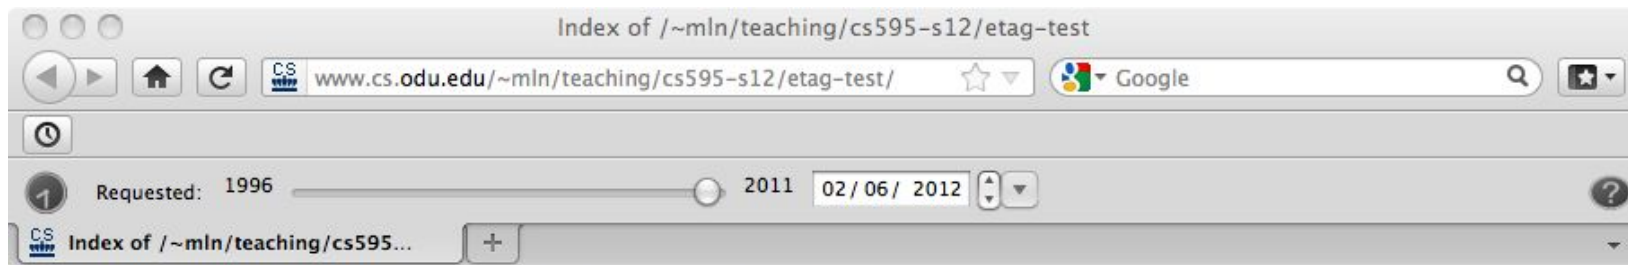 Index of /~mln/teaching/cs595-s12/etag-test
CS www.cs.odu.edu/~mln/teaching/cs595-s12/etag-test/ Google
Requested: 1996 2011 02/06/ 2012 ?
CS Index of /~mln/teaching/cs595... +